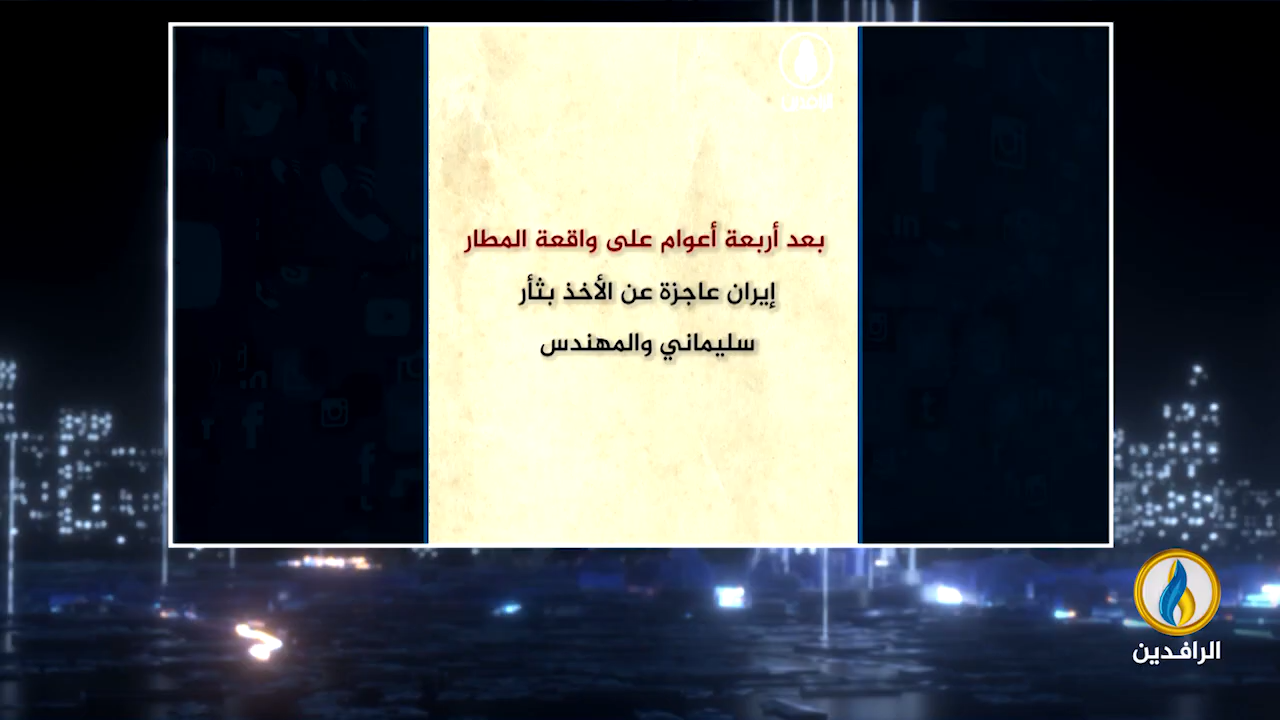 بعد أربعة أعوام على واقعة المطار
إيران عاجزة عن الأخذ بثأر
سليماني والمهندس
الرافدين